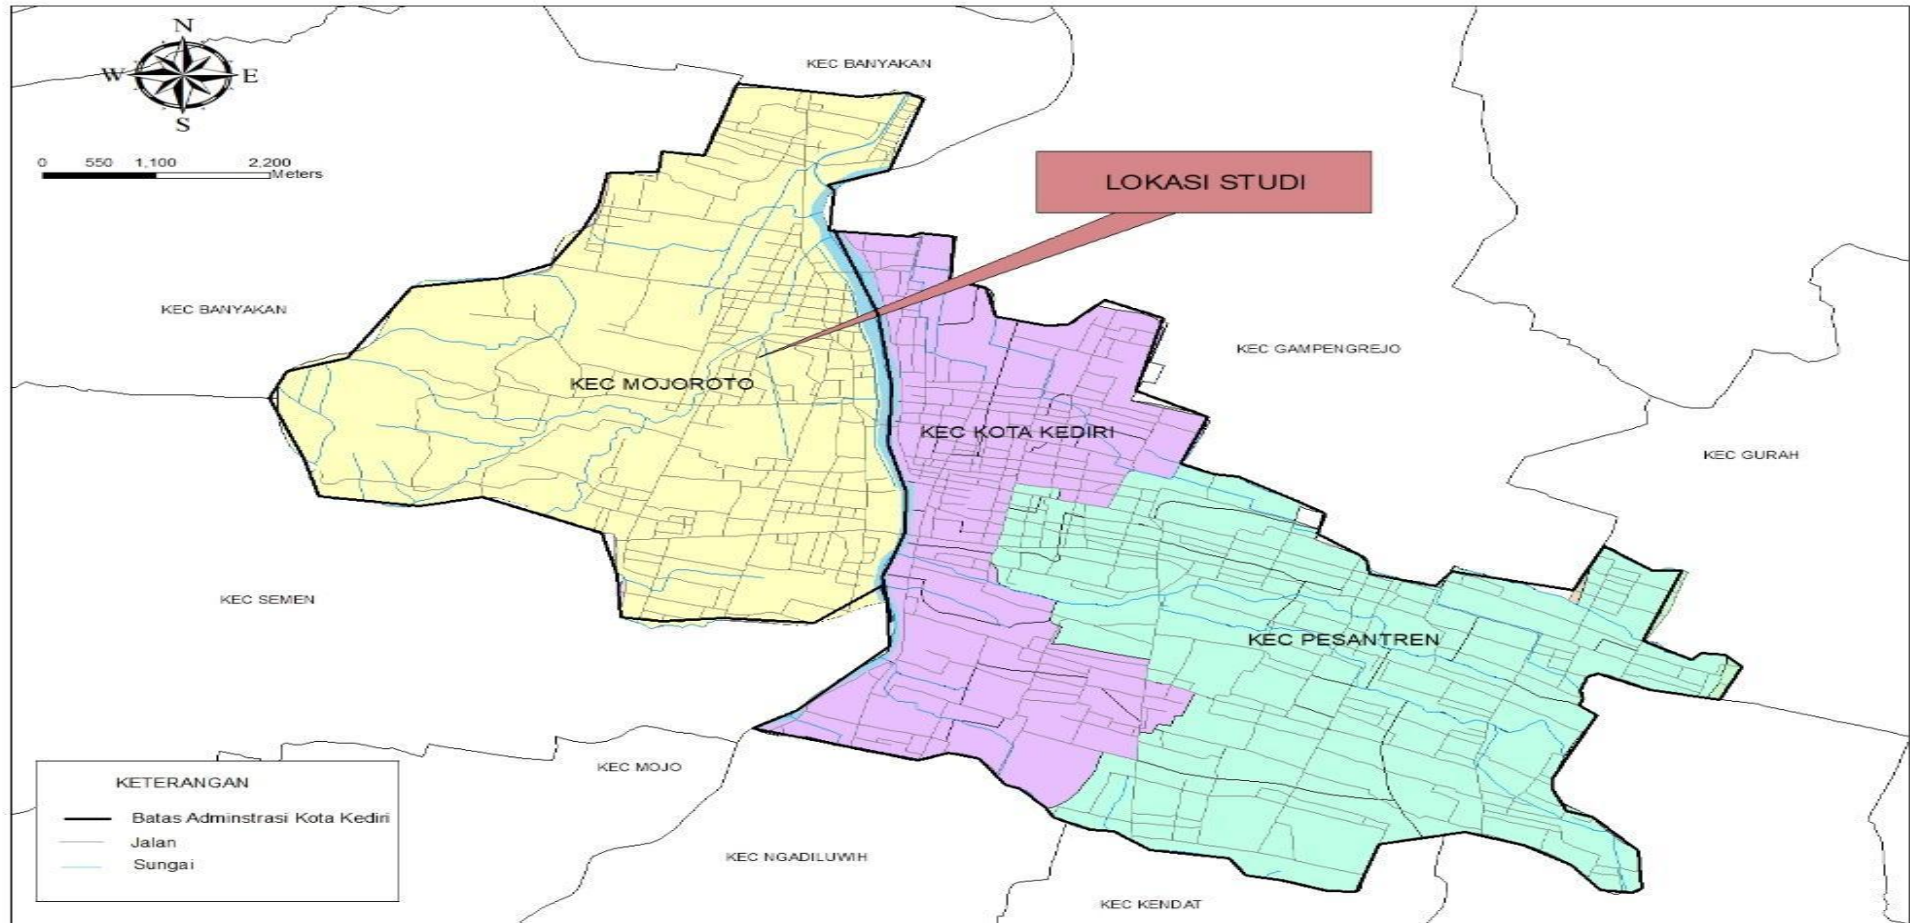 N
KEC BANYAKAN
W E
S
0 550 1,100 2,200
Meters
LOKASI STUDI
KEC BANYAKAN
KEC GAMPENGREJO
KEC MOJOROTO
KEC KOTA KEDIRI
KEC GURAH
KEC SEMEN
KEC PESANTREN
KEC MOJO
KETERANGAN
Batas Adminstrasi Kota Kediri
Jalan
Sungai
KEC NGADILUWIH
KEC KENDAT